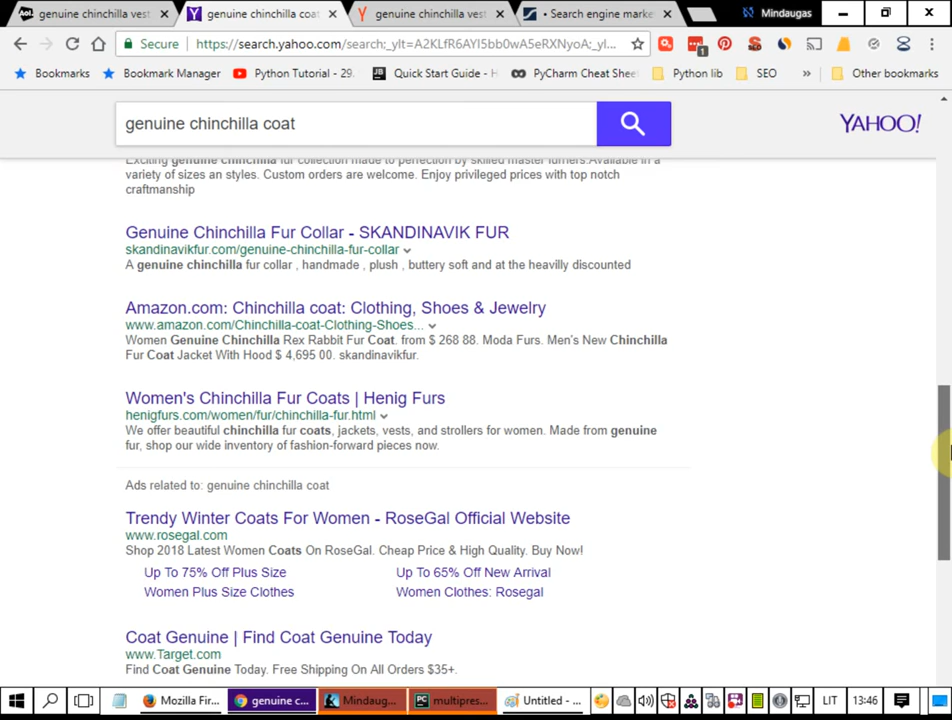 genuine chinchilla vest
genuine chinchilla coat
genuine chinchilla vest
• Search engine marke
Mindaugas
Secure
https://search.yahoo.com/search;_ylt=A2KLfR6AYI5bb0wA5eRXNyoA;_yl...
1
Bookmarks
Bookmark Manager
Python Tutorial - 29.
Quick Start Guide - H
PyCharm Cheat Shee
Python lib
SEO
»
Other bookmarks
genuine chinchilla coat
YAHOO!
Exciting genuine chinchilla fur collection made to perfection by skilled master furriers.Available in a
variety of sizes an styles. Custom orders are welcome. Enjoy privileged prices with top notch
craftmanship
Genuine Chinchilla Fur Collar - SKANDINAVIK FUR
skandinavikfur.com/genuine-chinchilla-fur-collar
A genuine chinchilla fur collar , handmade , plush , buttery soft and at the heavilly discounted
Amazon.com: Chinchilla coat: Clothing, Shoes & Jewelry
www.amazon.com/Chinchilla-coat-Clothing-Shoes...
Women Genuine Chinchilla Rex Rabbit Fur Coat. from $ 268 88. Moda Furs. Men's New Chinchilla
Fur Coat Jacket With Hood $ 4,695 00. skandinavikfur.
Women's Chinchilla Fur Coats | Henig Furs
henigfurs.com/women/fur/chinchilla-fur.html
We offer beautiful chinchilla fur coats, jackets, vests, and strollers for women. Made from genuine
fur, shop our wide inventory of fashion-forward pieces now.
Ads related to: genuine chinchilla coat
Trendy Winter Coats For Women - RoseGal Official Website
www.rosegal.com
Shop 2018 Latest Women Coats On RoseGal. Cheap Price & High Quality. Buy Now!
Up To 75% Off Plus Size
Up To 65% Off New Arrival
Women Plus Size Clothes
Women Clothes: Rosegal
Coat Genuine | Find Coat Genuine Today
www.Target.com
Find Coat Genuine Today. Free Shipping On All Orders $35+.
Mozilla Fir...
genuine c...
Mindaug...
multipres...
Untitled - ...
LIT
13:46